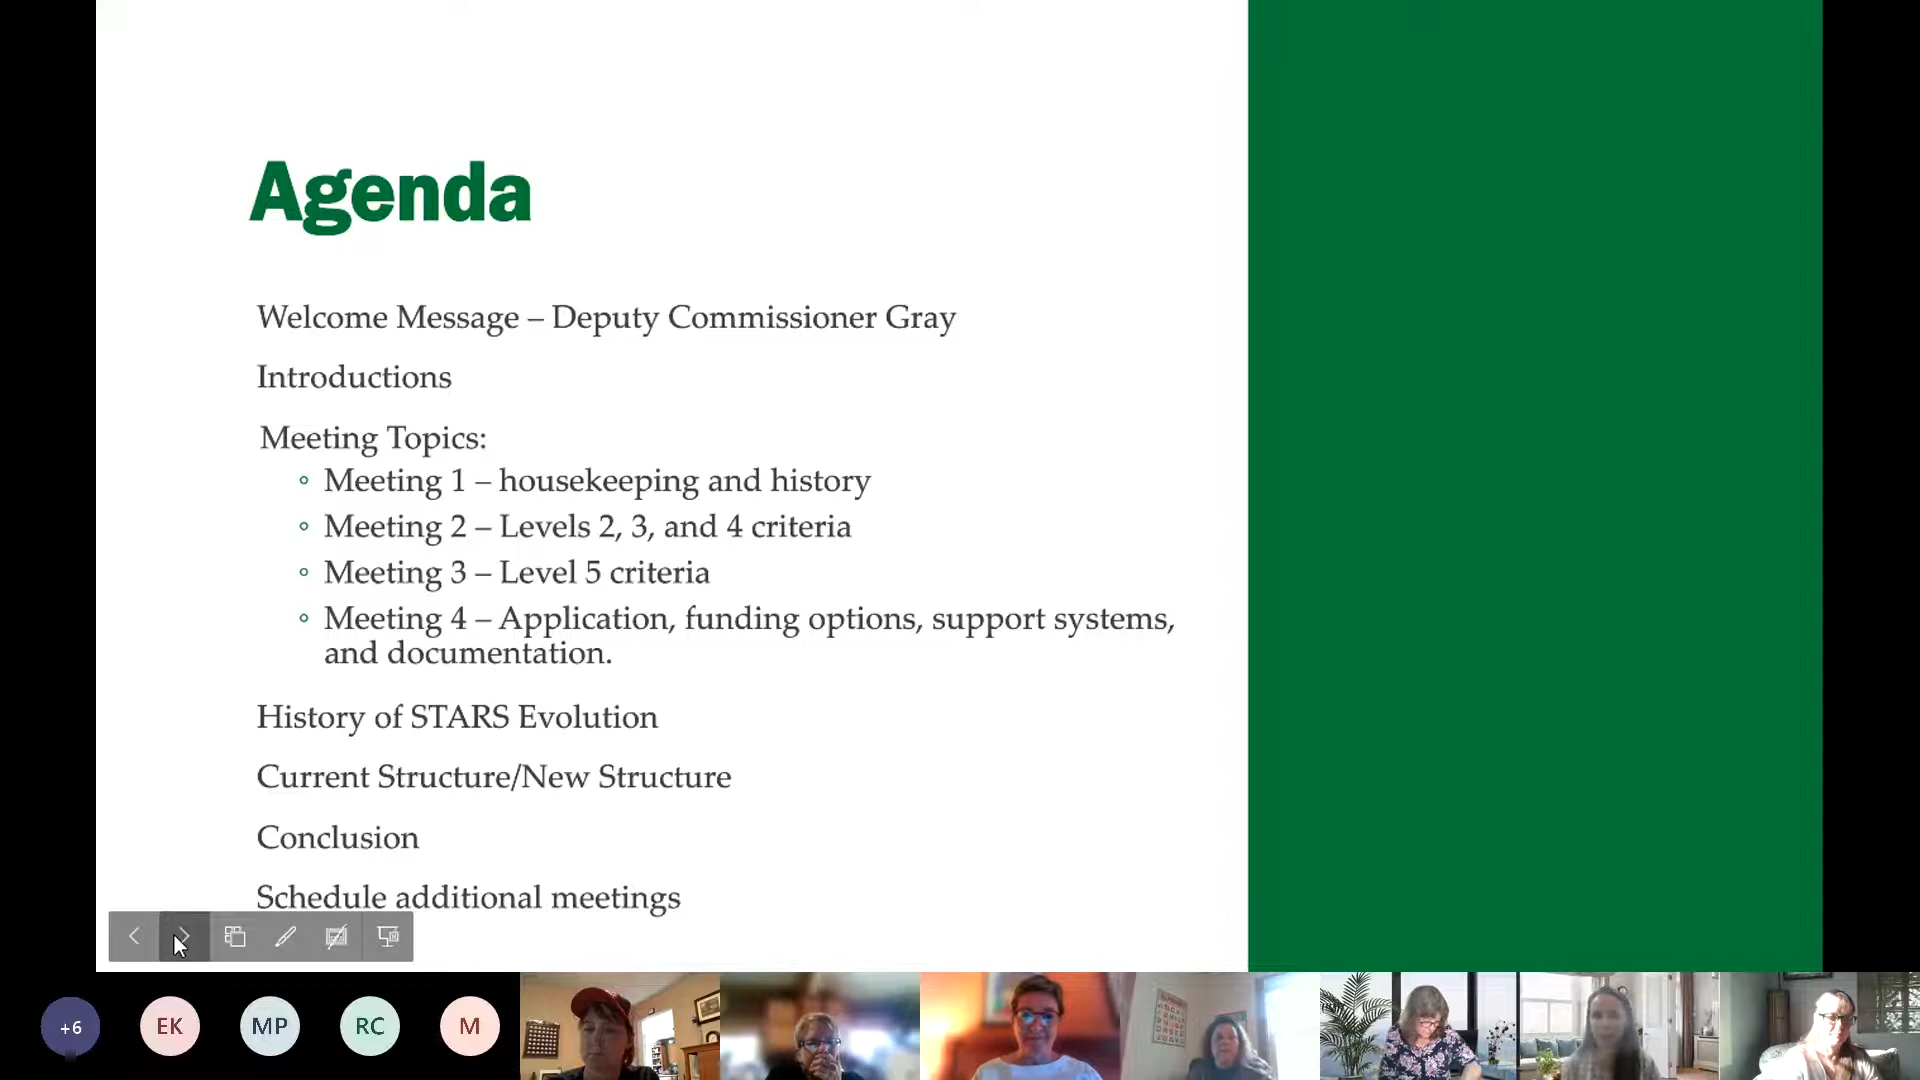 Agenda
Welcome Message – Deputy Commissioner Gray
Introductions
Meeting Topics:
Meeting 1 – housekeeping and history
Meeting 2 – Levels 2, 3, and 4 criteria
Meeting 3 – Level 5 criteria
Meeting 4 – Application, funding options, support systems,
and documentation.
History of STARS Evolution
Current Structure/New Structure
Conclusion
Schedule additional meetings
+6
EK
MP
RC
M